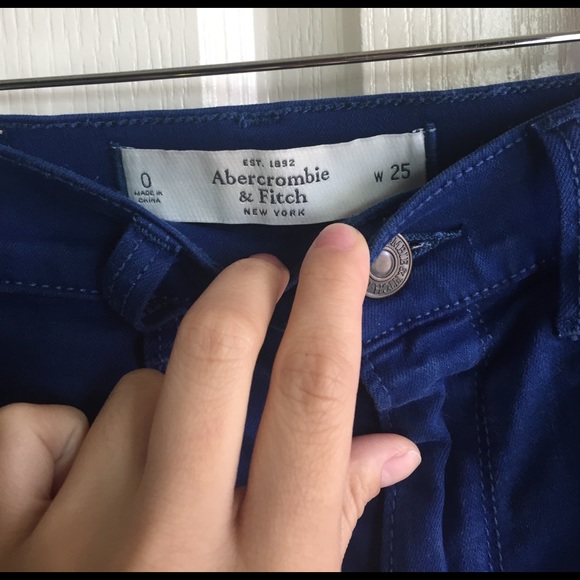 EST. 1892
Abercrombie
& Fitch
NEW YORK
0
MADE IN
CHINA
W 25